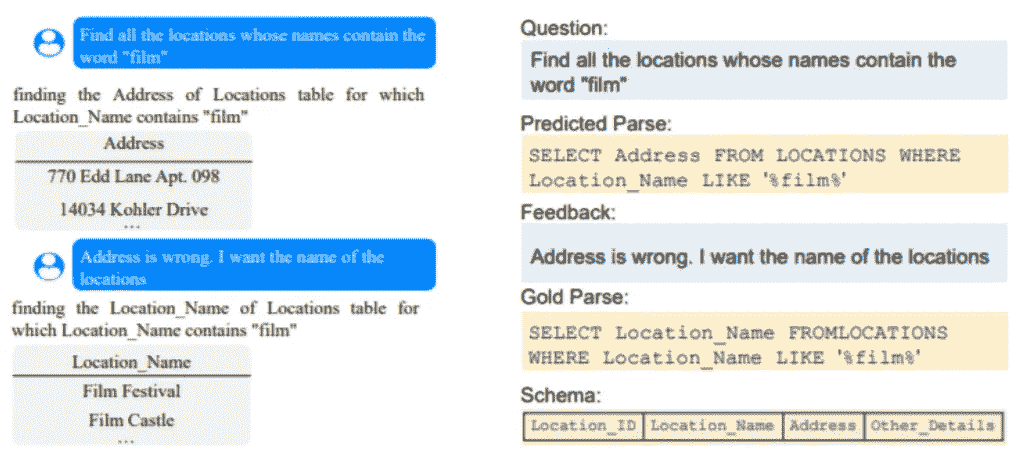 Find all the locations whose names contain the
word "film"
finding the Address of Locations table for which
Location_Name contains "film"
Address
770 Edd Lane Apt. 098
14034 Kohler Drive
...
Address is wrong. I want the name of the
locations
finding the Location_Name of Locations table for
which Location_Name contains "film"
Location_Name
Film Festival
Film Castle
...
Question:
Find all the locations whose names contain the
word "film"
Predicted Parse:
SELECT Address FROM LOCATIONS WHERE
Location_Name LIKE '%film%'
Feedback:
Address is wrong. I want the name of the locations
Gold Parse:
SELECT Location_Name FROMLOCATIONS
WHERE Location_Name LIKE '%film%'
Schema:
Location_ID Location_Name Address Other_Details